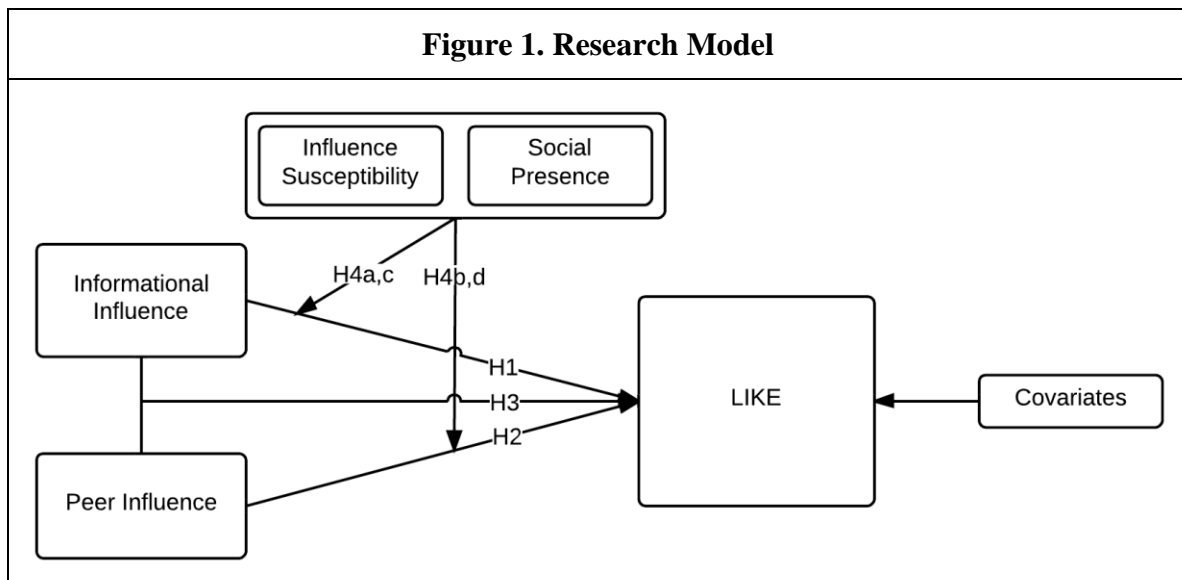 Figure 1. Research Model
Influence
Susceptibility
Social
Presence
H4a,c
H4b,d
Informational
Influence
H1
H3
H2
LIKE
Covariates
Peer Influence